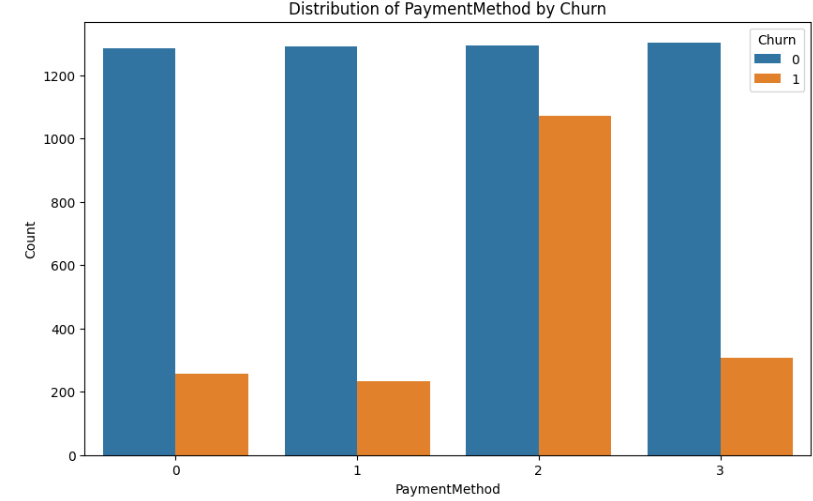 Distribution of PaymentMethod by Churn
Churn
0
1
1200
1000
800
600
400
200
0
Count
0 1 2 3
PaymentMethod